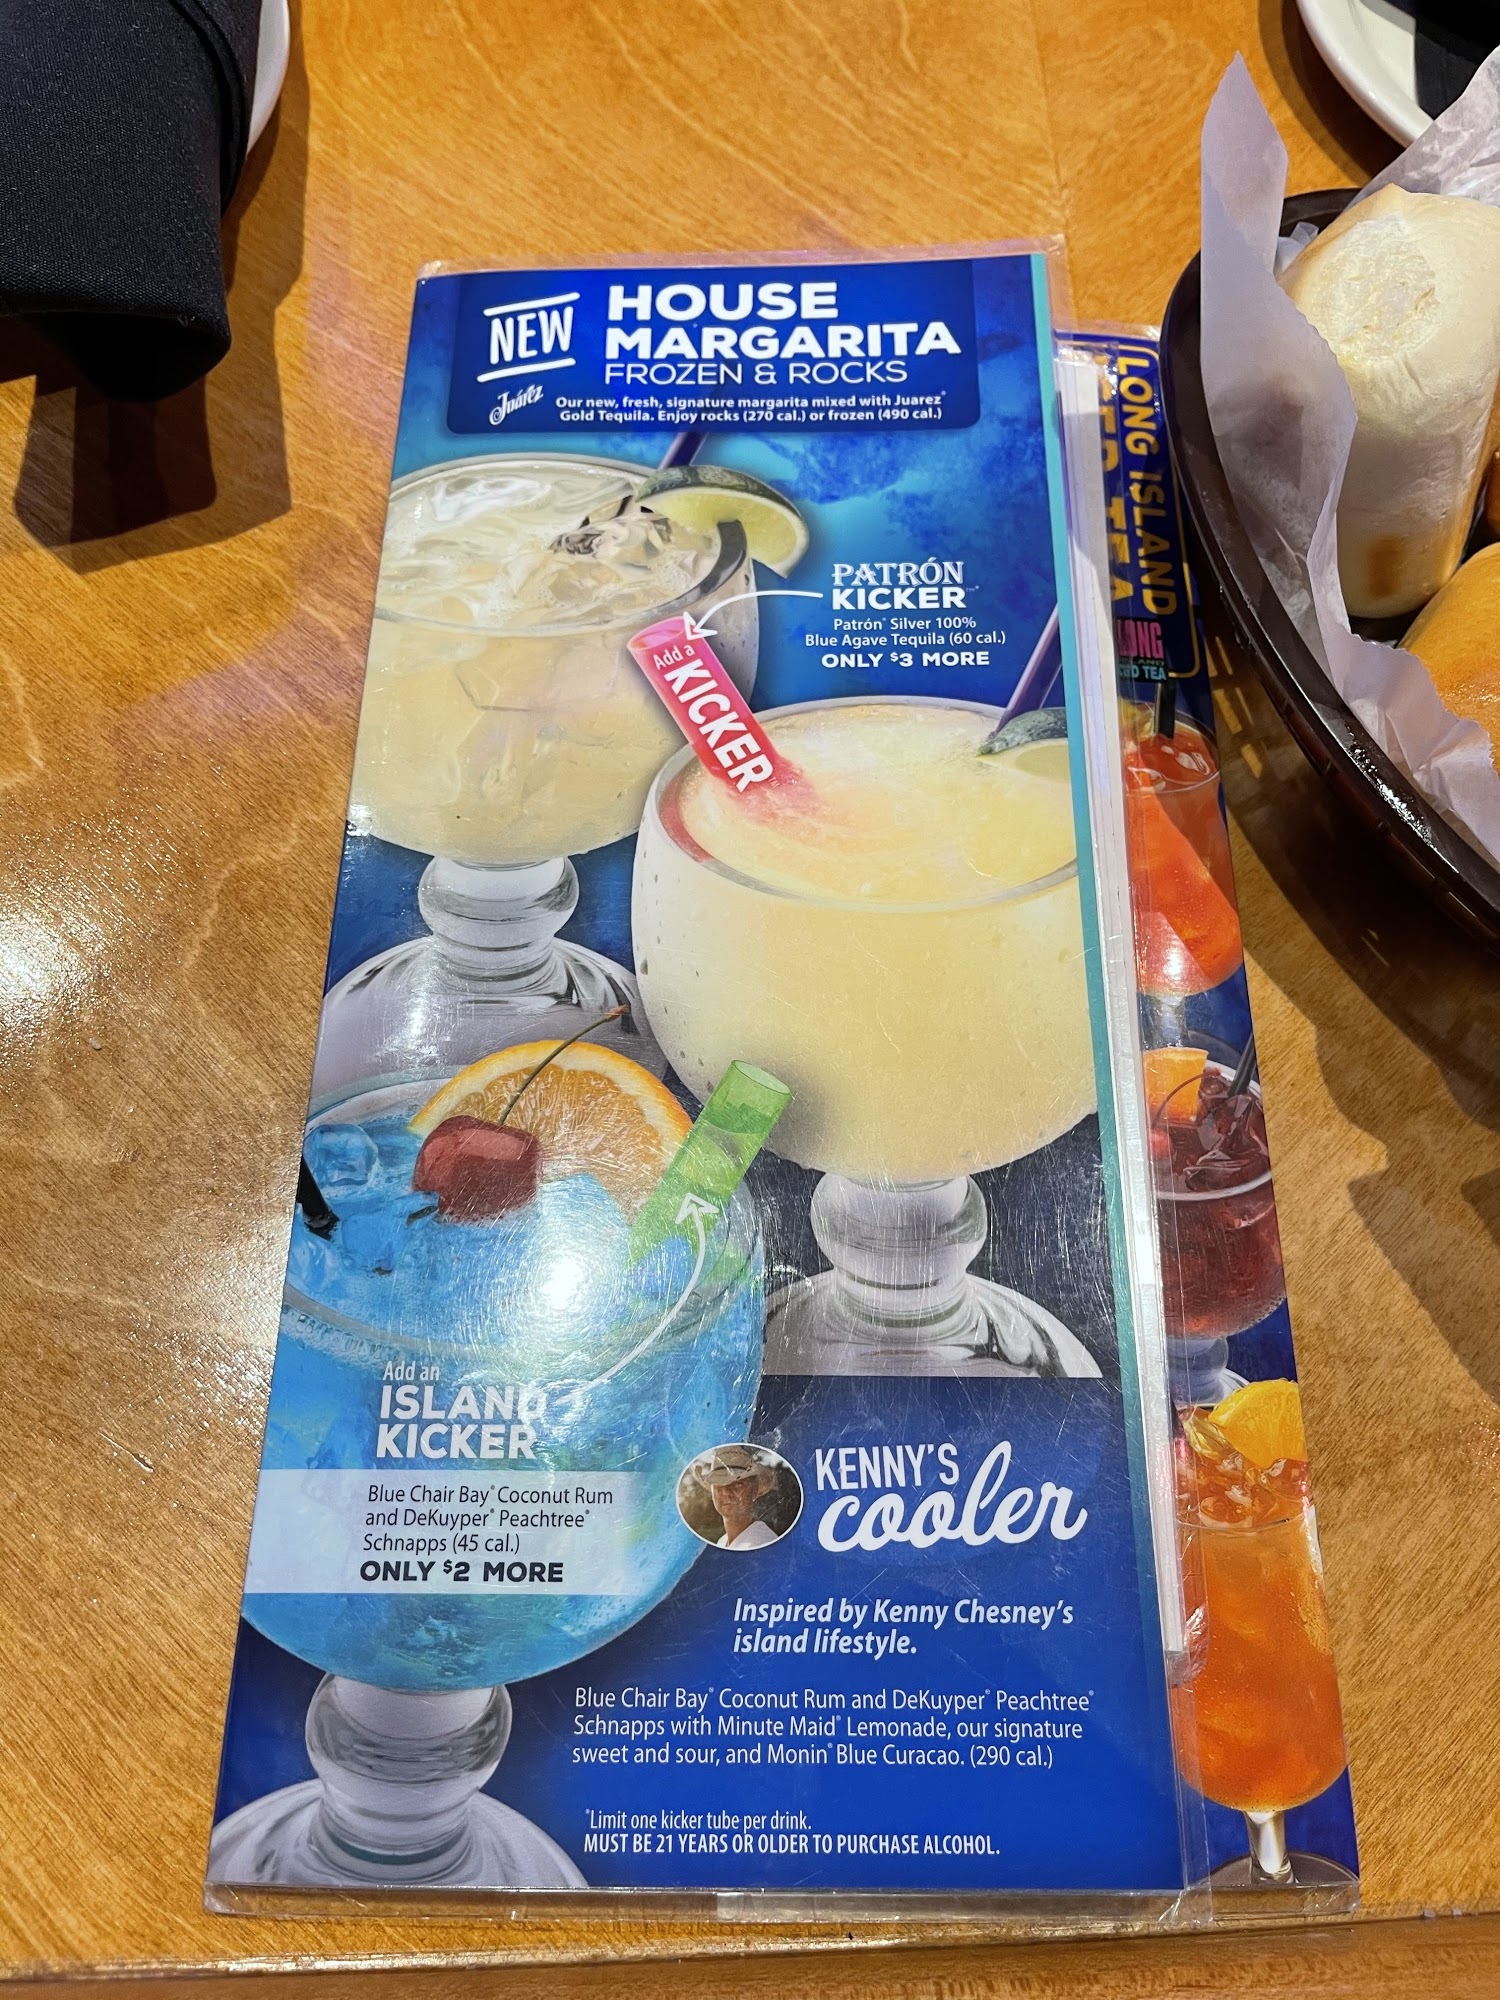 NEW
HOUSE
MARGARITA
FROZEN & ROCKS
Juárez
Our new, fresh, signature margarita mixed with Juarez®
Gold Tequila. Enjoy rocks (270 cal.) or frozen (490 cal.)
PATRÓN
KICKER™*
Patrón® Silver 100%
Blue Agave Tequila (60 cal.)
ONLY $3 MORE
Add a
KICKER™
Add an
ISLAND
KICKER
Blue Chair Bay® Coconut Rum
and DeKuyper® Peachtree®
Schnapps (45 cal.)
ONLY $2 MORE
KENNY'S
cooler
Inspired by Kenny Chesney's
island lifestyle.
Blue Chair Bay® Coconut Rum and DeKuyper® Peachtree®
Schnapps with Minute Maid® Lemonade, our signature
sweet and sour, and Monin® Blue Curacao. (290 cal.)
*Limit one kicker tube per drink.
MUST BE 21 YEARS OR OLDER TO PURCHASE ALCOHOL.
LONG ISLAND
TEA
LONG
TEA